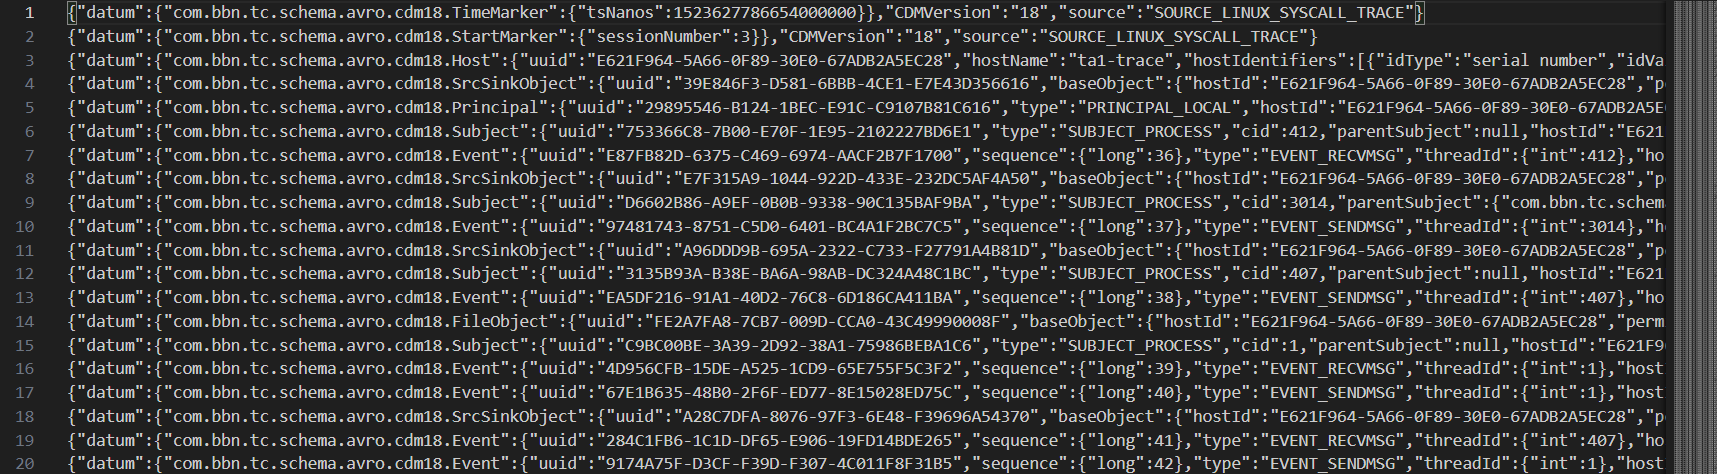 1 {"datum":{"com.bbn.tc.schema.avro.cdm18.TimeMarker":{"tsNanos":1523627786654000000}},"CDMVersion":"18","source":"SOURCE_LINUX_SYSCALL_TRACE"}
2 {"datum":{"com.bbn.tc.schema.avro.cdm18.StartMarker":{"sessionNumber":3}},"CDMVersion":"18","source":"SOURCE_LINUX_SYSCALL_TRACE"}
3 {"datum":{"com.bbn.tc.schema.avro.cdm18.Host":{"uuid":"E621F964-5A66-0F89-30E0-67ADB2A5EC28","hostName":"ta1-trace","hostIdentifiers":[{"idType":"serial number","idVa
4 {"datum":{"com.bbn.tc.schema.avro.cdm18.SrcSinkObject":{"uuid":"39E846F3-D581-6BBB-4CE1-E7E43D356616","baseObject":{"hostId":"E621F964-5A66-0F89-30E0-67ADB2A5EC28","p
5 {"datum":{"com.bbn.tc.schema.avro.cdm18.Principal":{"uuid":"29895546-B124-1BEC-E91C-C9107B81C616","type":"PRINCIPAL_LOCAL","hostId":"E621F964-5A66-0F89-30E0-67ADB2A5E
6 {"datum":{"com.bbn.tc.schema.avro.cdm18.Subject":{"uuid":"753366C8-7B00-E70F-1E95-2102227BD6E1","type":"SUBJECT_PROCESS","cid":412,"parentSubject":null,"hostId":"E621
7 {"datum":{"com.bbn.tc.schema.avro.cdm18.Event":{"uuid":"E87FB82D-6375-C469-6974-AACF2B7F1700","sequence":{"long":36},"type":"EVENT_RECVMSG","threadId":{"int":412},"ho
8 {"datum":{"com.bbn.tc.schema.avro.cdm18.SrcSinkObject":{"uuid":"E7F315A9-1044-922D-433E-232DC5AF4A50","baseObject":{"hostId":"E621F964-5A66-0F89-30E0-67ADB2A5EC28","p
9 {"datum":{"com.bbn.tc.schema.avro.cdm18.Subject":{"uuid":"D6602B86-A9EF-0B0B-9338-90C135BAF9BA","type":"SUBJECT_PROCESS","cid":3014,"parentSubject":{"com.bbn.tc.schem
10 {"datum":{"com.bbn.tc.schema.avro.cdm18.Event":{"uuid":"97481743-8751-C5D0-6401-BC4A1F2BC7C5","sequence":{"long":37},"type":"EVENT_SENDMSG","threadId":{"int":3014},"h
11 {"datum":{"com.bbn.tc.schema.avro.cdm18.SrcSinkObject":{"uuid":"A96DDD9B-695A-2322-C733-F27791A4B81D","baseObject":{"hostId":"E621F964-5A66-0F89-30E0-67ADB2A5EC28","p
12 {"datum":{"com.bbn.tc.schema.avro.cdm18.Subject":{"uuid":"3135B93A-B38E-BA6A-98AB-DC324A48C1BC","type":"SUBJECT_PROCESS","cid":407,"parentSubject":null,"hostId":"E621
13 {"datum":{"com.bbn.tc.schema.avro.cdm18.Event":{"uuid":"EA5DF216-91A1-40D2-76C8-6D186CA411BA","sequence":{"long":38},"type":"EVENT_SENDMSG","threadId":{"int":407},"ho
14 {"datum":{"com.bbn.tc.schema.avro.cdm18.FileObject":{"uuid":"FE2A7FA8-7CB7-009D-CCA0-43C49990008F","baseObject":{"hostId":"E621F964-5A66-0F89-30E0-67ADB2A5EC28","perm
15 {"datum":{"com.bbn.tc.schema.avro.cdm18.Subject":{"uuid":"C9BC00BE-3A39-2D92-38A1-75986BEBA1C6","type":"SUBJECT_PROCESS","cid":1,"parentSubject":null,"hostId":"E621F9
16 {"datum":{"com.bbn.tc.schema.avro.cdm18.Event":{"uuid":"4D956CFB-15DE-A525-1CD9-65E755F5C3F2","sequence":{"long":39},"type":"EVENT_RECVMSG","threadId":{"int":1},"host
17 {"datum":{"com.bbn.tc.schema.avro.cdm18.Event":{"uuid":"67E1B635-48B0-2F6F-ED77-8E15028ED75C","sequence":{"long":40},"type":"EVENT_SENDMSG","threadId":{"int":1},"host
18 {"datum":{"com.bbn.tc.schema.avro.cdm18.SrcSinkObject":{"uuid":"A28C7DFA-8076-97F3-6E48-F39696A54370","baseObject":{"hostId":"E621F964-5A66-0F89-30E0-67ADB2A5EC28","p
19 {"datum":{"com.bbn.tc.schema.avro.cdm18.Event":{"uuid":"284C1FB6-1C1D-DF65-E906-19FD14BDE265","sequence":{"long":41},"type":"EVENT_RECVMSG","threadId":{"int":407},"ho
20 {"datum":{"com.bbn.tc.schema.avro.cdm18.Event":{"uuid":"9174A75F-D3CF-F39D-F307-4C011F8F31B5","sequence":{"long":42},"type":"EVENT_SENDMSG","threadId":{"int":1},"host